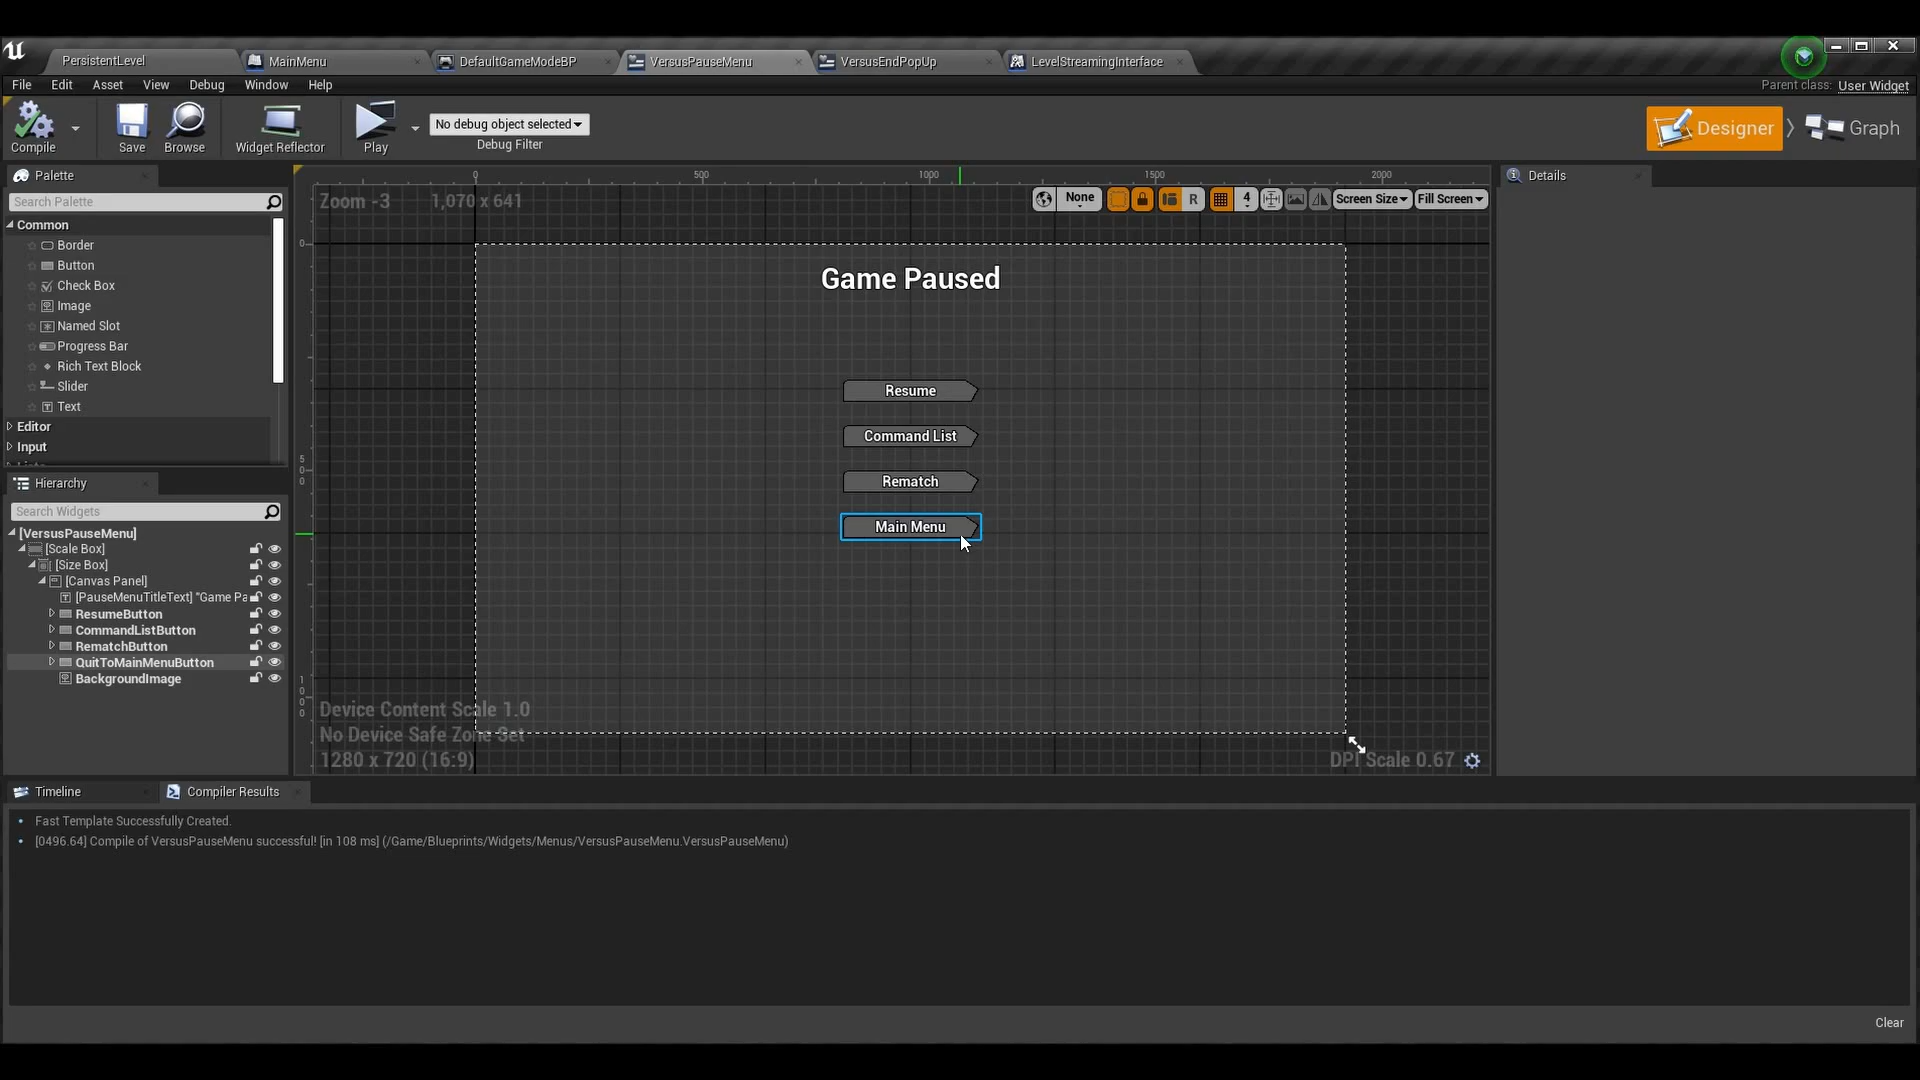 PersistentLevel
MainMenu
DefaultGameModeBP
VersusPauseMenu
VersusEndPopUp
LevelStreamingInterface
File Edit Asset View Debug Window Help
Parent class: User Widget
Compile
Save
Browse
Widget Reflector
Play
No debug object selected
Debug Filter
Designer
Graph
Palette
Search Palette
Common
Border
Button
Check Box
Image
Named Slot
Progress Bar
Rich Text Block
Slider
Text
Editor
Input
Hierarchy
Search Widgets
[VersusPauseMenu]
[Scale Box]
[Size Box]
[Canvas Panel]
[PauseMenuTitleText] "Game Pa
ResumeButton
CommandListButton
RematchButton
QuitToMainMenuButton
BackgroundImage
0 500 1000 1500 2000
Zoom -3 1,070 x 641
None R 4 Screen Size Fill Screen
0
500
1000
Game Paused
Resume
Command List
Rematch
Main Menu
Device Content Scale 1.0
No Device Safe Zone Set
1280 x 720 (16:9)
DPI Scale 0.67
Details
Timeline
Compiler Results
Fast Template Successfully Created.
[0496.64] Compile of VersusPauseMenu successful! [in 108 ms] (/Game/Blueprints/Widgets/Menus/VersusPauseMenu.VersusPauseMenu)
Clear